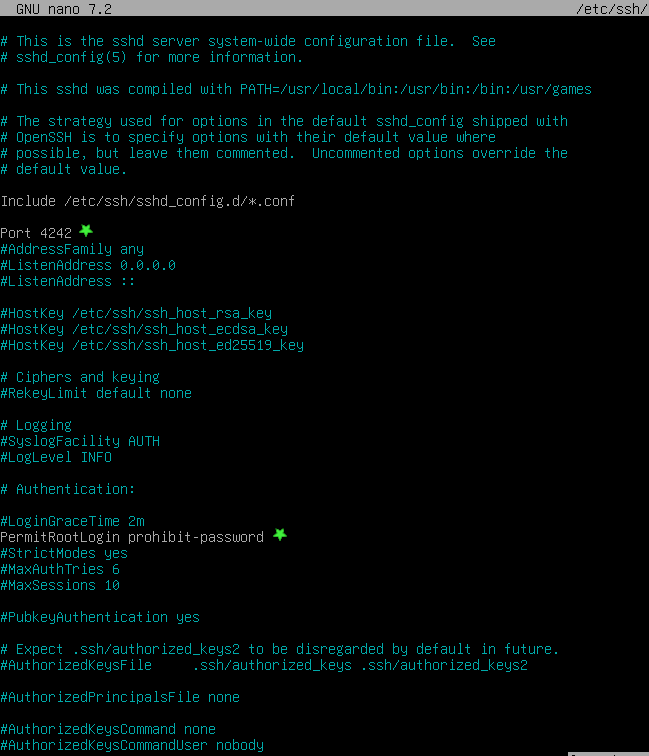 GNU nano 7.2 /etc/ssh/
# This is the sshd server system-wide configuration file.  See
# sshd_config(5) for more information.
# This sshd was compiled with PATH=/usr/local/bin:/usr/bin:/bin:/usr/games
# The strategy used for options in the default sshd_config shipped with
# OpenSSH is to specify options with their default value where
# possible, but leave them commented.  Uncommented options override the
# default value.
Include /etc/ssh/sshd_config.d/*.conf
Port 4242
#AddressFamily any
#ListenAddress 0.0.0.0
#ListenAddress ::
#HostKey /etc/ssh/ssh_host_rsa_key
#HostKey /etc/ssh/ssh_host_ecdsa_key
#HostKey /etc/ssh/ssh_host_ed25519_key
# Ciphers and keying
#RekeyLimit default none
# Logging
#SyslogFacility AUTH
#LogLevel INFO
# Authentication:
#LoginGraceTime 2m
PermitRootLogin prohibit-password
#StrictModes yes
#MaxAuthTries 6
#MaxSessions 10
#PubkeyAuthentication yes
# Expect .ssh/authorized_keys2 to be disregarded by default in future.
#AuthorizedKeysFile     .ssh/authorized_keys .ssh/authorized_keys2
#AuthorizedPrincipalsFile none
#AuthorizedKeysCommand none
#AuthorizedKeysCommandUser nobody